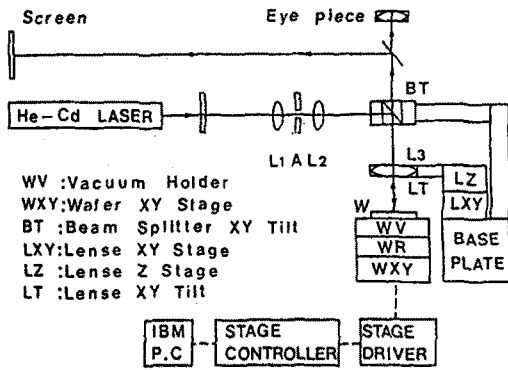 Screen
Eye piece
BT
He-Cd LASER
L1 A L2
L3
LT
LZ
LXY
W
WV
WR
WXY
BASE
PLATE
WV :Vacuum Holder
WXY:Wafer XY Stage
BT :Beam Splitter XY Tilt
LXY:Lense XY Stage
LZ :Lense Z Stage
LT :Lense XY Tilt
IBM
P.C
STAGE
CONTROLLER
STAGE
DRIVER